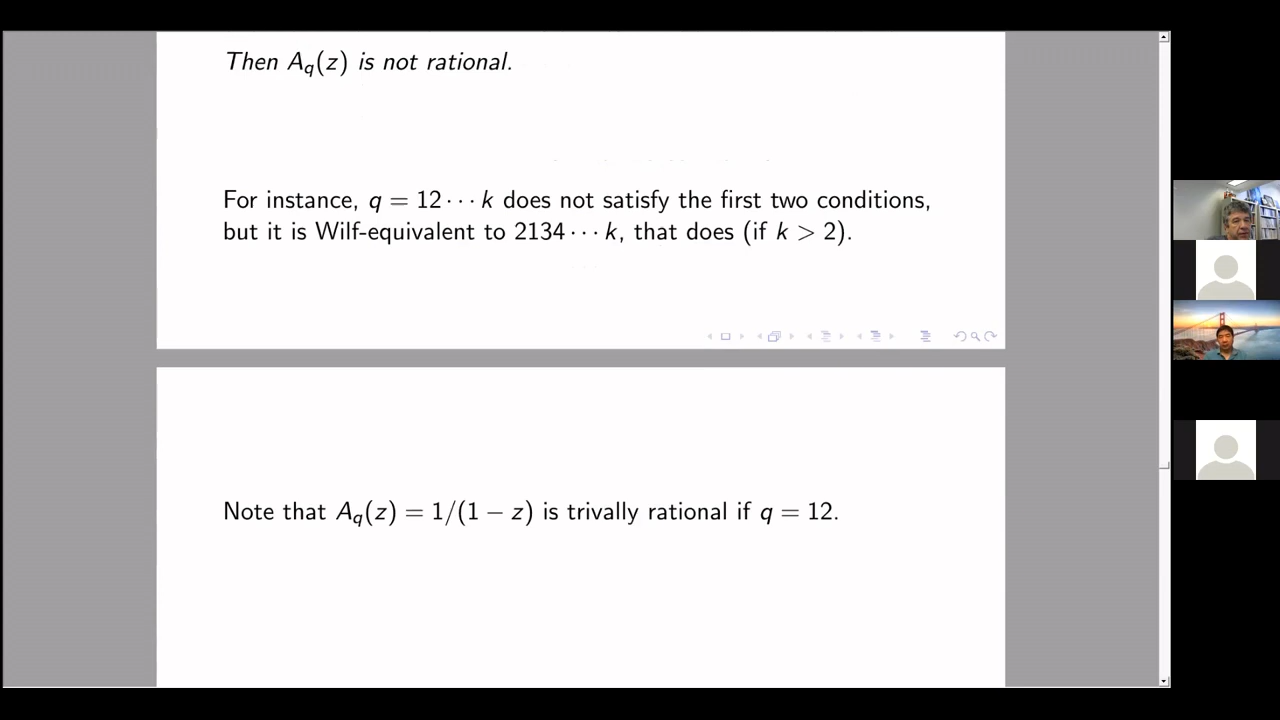 Then A_q(z) is not rational.
For instance, q = 12 ⋯ k does not satisfy the first two conditions,
but it is Wilf-equivalent to 2134 ⋯ k, that does (if k > 2).
Note that A_q(z) = 1/(1 − z) is trivally rational if q = 12.